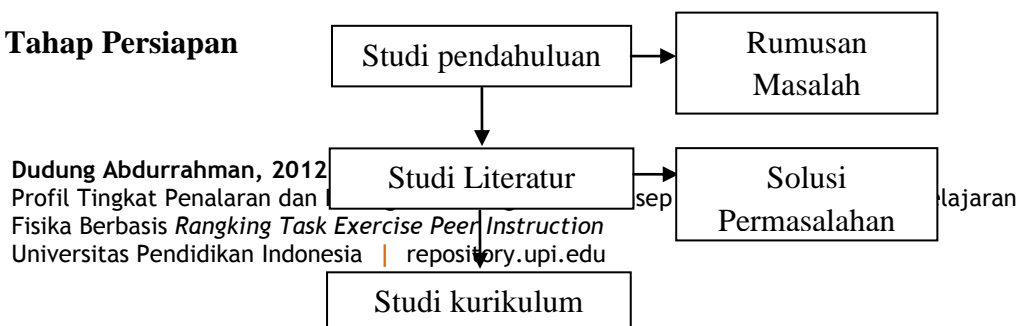 Tahap Persiapan
Studi pendahuluan
Rumusan
Masalah
Studi Literatur
Solusi
Permasalahan
Studi kurikulum
Dudung Abdurrahman, 2012
Profil Tingkat Penalaran dan
Fisika Berbasis Rangking Task Exercise Peer Instruction
Universitas Pendidikan Indonesia | repository.upi.edu